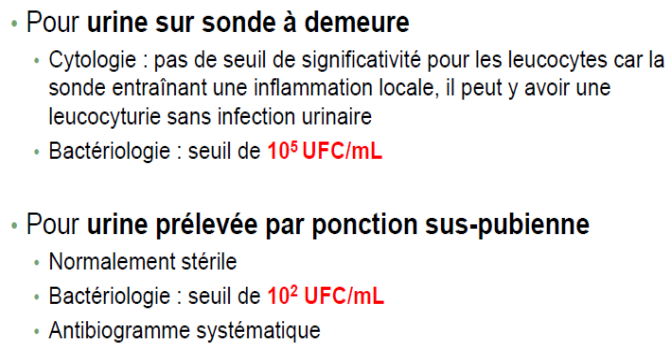 • Pour urine sur sonde à demeure
• Cytologie : pas de seuil de significativité pour les leucocytes car la
sonde entraînant une inflammation locale, il peut y avoir une
leucocyturie sans infection urinaire
• Bactériologie : seuil de 10⁵ UFC/mL
• Pour urine prélevée par ponction sus-pubienne
• Normalement stérile
• Bactériologie : seuil de 10² UFC/mL
• Antibiogramme systématique